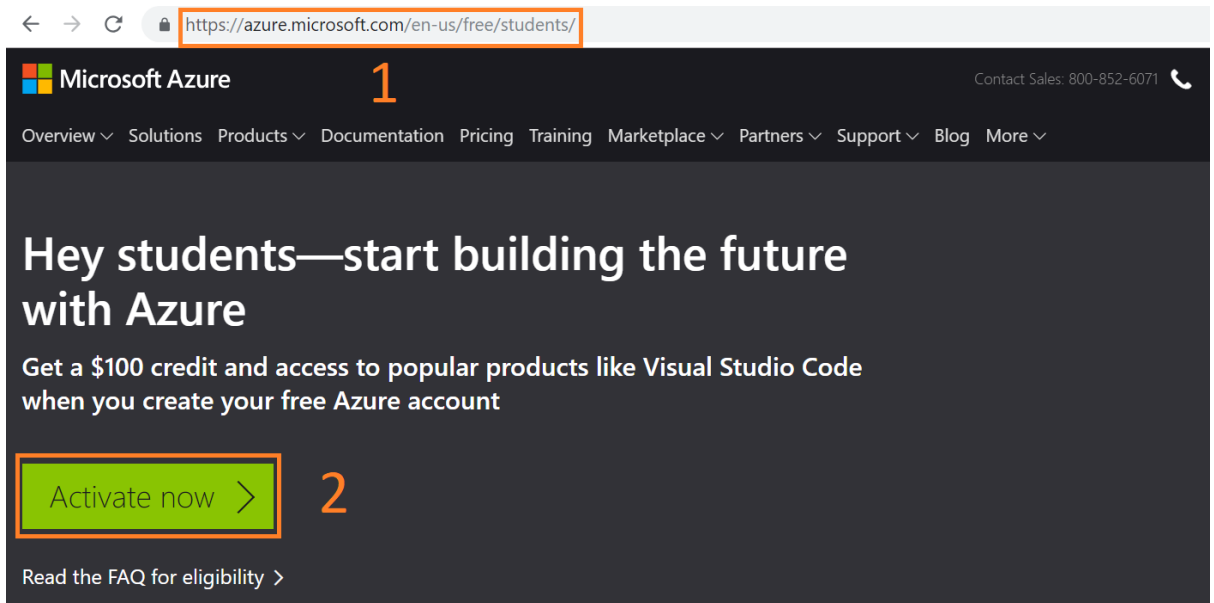 https://azure.microsoft.com/en-us/free/students/
Microsoft Azure
1
Contact Sales: 800-852-6071
Overview Solutions Products Documentation Pricing Training Marketplace Partners Support Blog More
Hey students—start building the future
with Azure
Get a $100 credit and access to popular products like Visual Studio Code
when you create your free Azure account
Activate now
2
Read the FAQ for eligibility